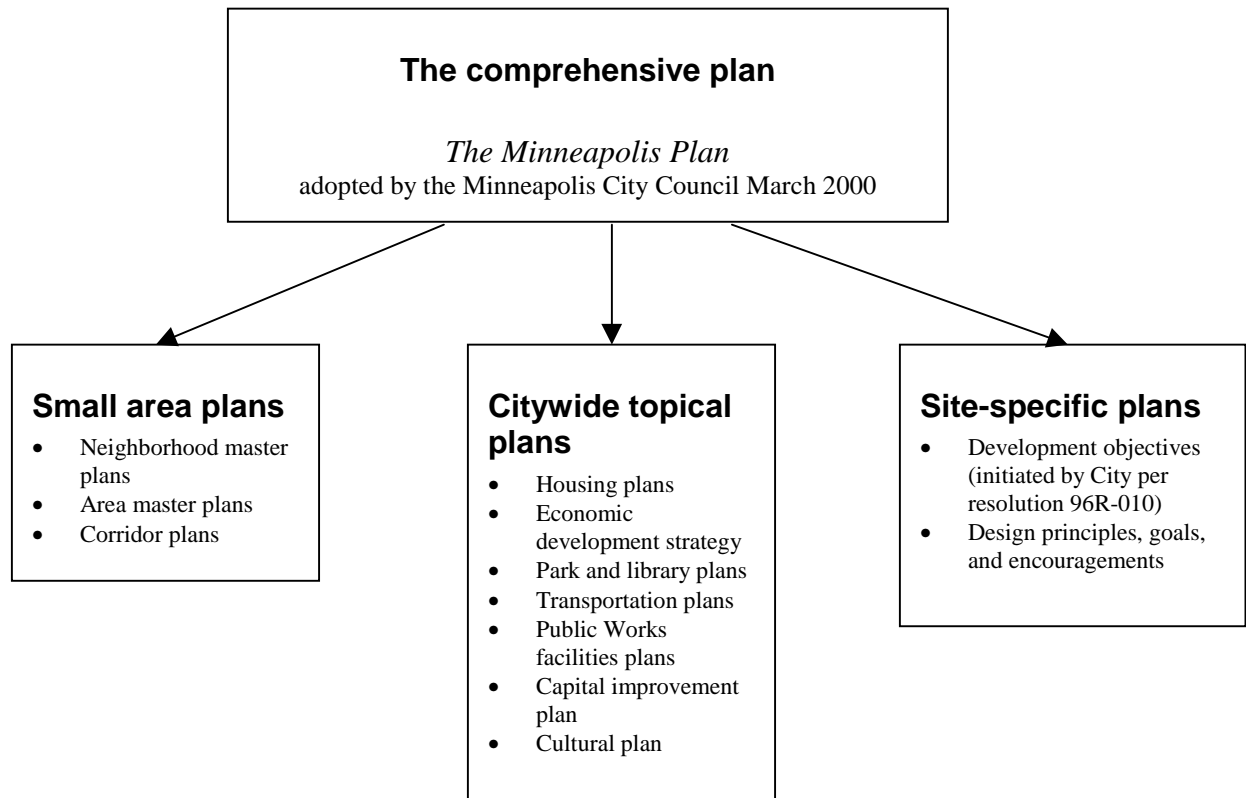 The comprehensive plan
The Minneapolis Plan
adopted by the Minneapolis City Council March 2000
Small area plans
• Neighborhood master
plans
• Area master plans
• Corridor plans
Citywide topical
plans
• Housing plans
• Economic
development strategy
• Park and library plans
• Transportation plans
• Public Works
facilities plans
• Capital improvement
plan
• Cultural plan
Site-specific plans
• Development objectives
(initiated by City per
resolution 96R-010)
• Design principles, goals,
and encouragements